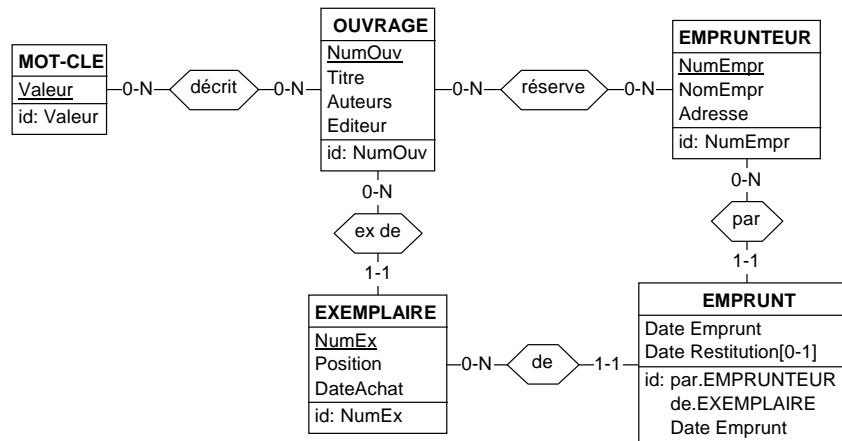 MOT-CLE
Valeur
id: Valeur
0-N
décrit
0-N
OUVRAGE
NumOuv
Titre
Auteurs
Editeur
id: NumOuv
0-N
réserve
0-N
EMPRUNTEUR
NumEmpr
NomEmpr
Adresse
id: NumEmpr
0-N
ex de
1-1
0-N
par
1-1
EXEMPLAIRE
NumEx
Position
DateAchat
id: NumEx
0-N
de
1-1
EMPRUNT
Date Emprunt
Date Restitution[0-1]
id: par.EMPRUNTEUR
de.EXEMPLAIRE
Date Emprunt